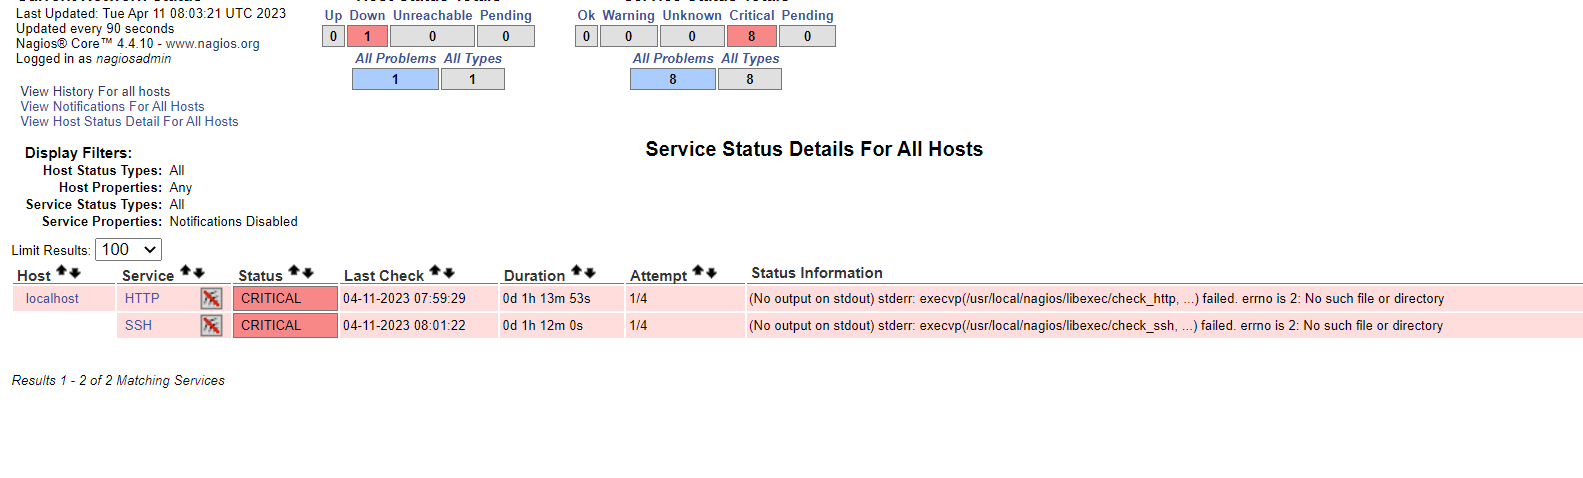 Last Updated: Tue Apr 11 08:03:21 UTC 2023
Updated every 90 seconds
Nagios® Core™ 4.4.10 - www.nagios.org
Logged in as nagiosadmin
View History For all hosts
View Notifications For All Hosts
View Host Status Detail For All Hosts
Up Down Unreachable Pending
0 1 0 0
All Problems All Types
1 1
Ok Warning Unknown Critical Pending
0 0 0 8 0
All Problems All Types
8 8
Service Status Details For All Hosts
Display Filters:
Host Status Types: All
Host Properties: Any
Service Status Types: All
Service Properties: Notifications Disabled
Limit Results: 100
Host Service Status Last Check Duration Attempt Status Information
localhost HTTP CRITICAL 04-11-2023 07:59:29 0d 1h 13m 53s 1/4 (No output on stdout) stderr: execvp(/usr/local/nagios/libexec/check_http, ...) failed. errno is 2: No such file or directory
SSH CRITICAL 04-11-2023 08:01:22 0d 1h 12m 0s 1/4 (No output on stdout) stderr: execvp(/usr/local/nagios/libexec/check_ssh, ...) failed. errno is 2: No such file or directory
Results 1 - 2 of 2 Matching Services